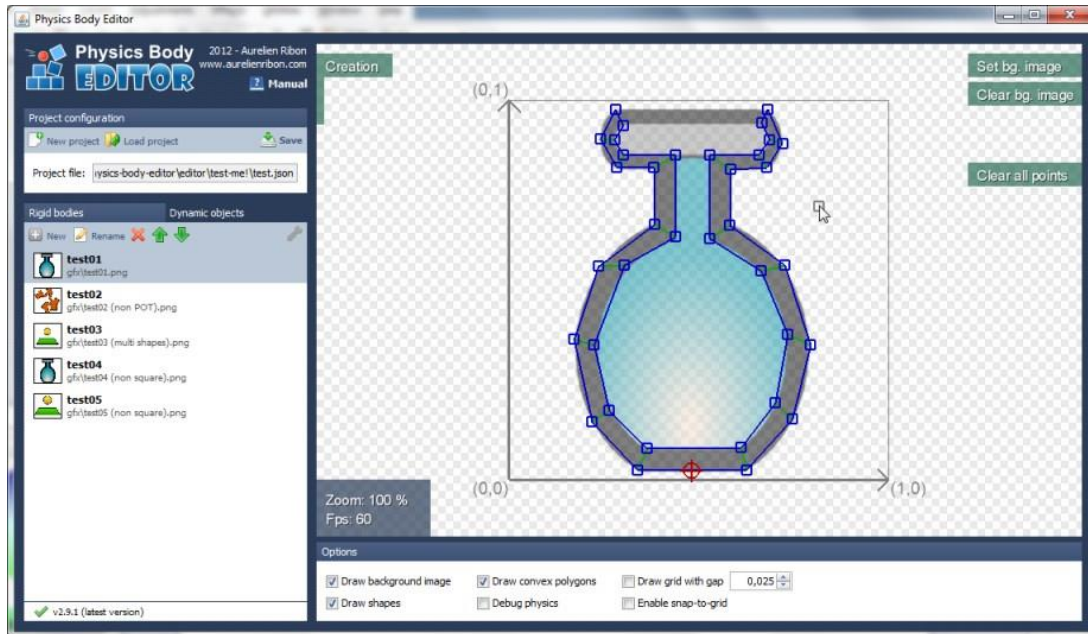 Physics Body Editor
Physics Body
EDITOR
2012 - Aurelien Ribon
www.aurelienribon.com
? Manual
Project configuration
New project Load project Save
Project file: ysics-body-editor\editor\test-me!\test.json
Rigid bodies Dynamic objects
New Rename
test01
gfx\test01.png
test02
gfx\test02 (non POT).png
test03
gfx\test03 (multi shapes).png
test04
gfx\test04 (non square).png
test05
gfx\test05 (non square).png
v2.9.1 (latest version)
Creation
Set bg. image
Clear bg. image
Clear all points
(0,1)
(0,0)
(1,0)
Zoom: 100 %
Fps: 60
Options
Draw background image Draw convex polygons Draw grid with gap 0,025
Draw shapes Debug physics Enable snap-to-grid